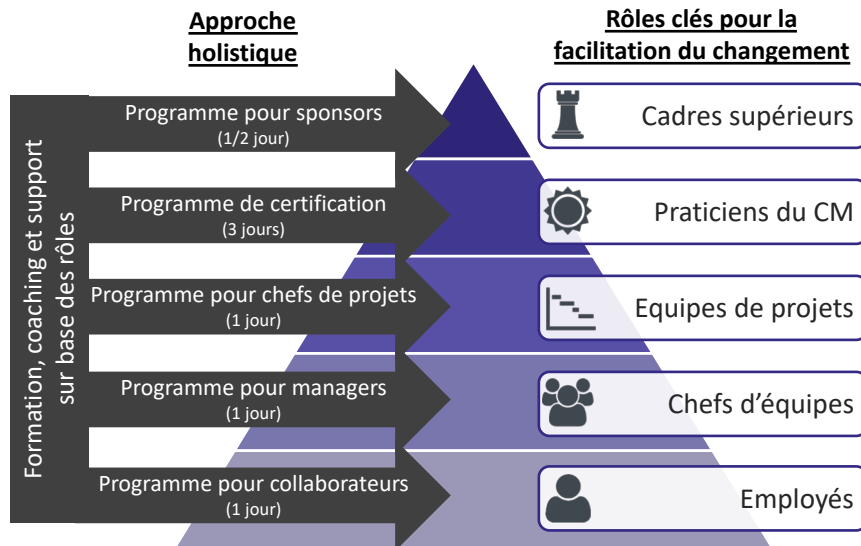 Approche
holistique
Rôles clés pour la
facilitation du changement
Formation, coaching et support
sur base des rôles
Programme pour sponsors
(1/2 jour)
Cadres supérieurs
Programme de certification
(3 jours)
Praticiens du CM
Programme pour chefs de projets
(1 jour)
Equipes de projets
Programme pour managers
(1 jour)
Chefs d’équipes
Programme pour collaborateurs
(1 jour)
Employés